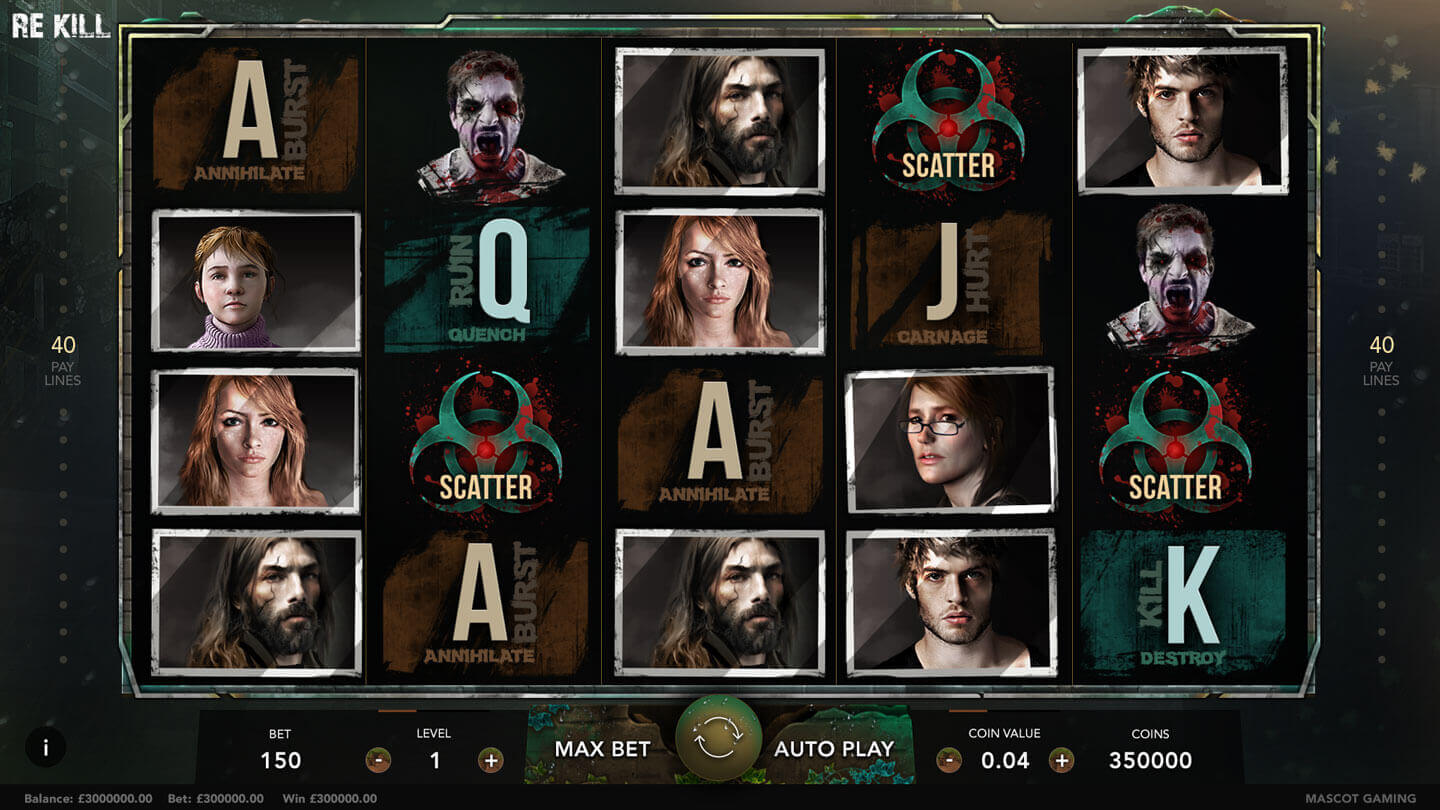 RE KILL
A
BURST
ANNIHILATE
SCATTER
RUIN
Q
QUENCH
J
HURT
CARNAGE
40
PAY
LINES
40
PAY
LINES
SCATTER
A
BURST
ANNIHILATE
SCATTER
A
BURST
ANNIHILATE
KILL
K
DESTROY
BET
150
LEVEL
- 1 +
MAX BET
AUTO PLAY
COIN VALUE
- 0.04 +
COINS
350000
i
Balance: £3000000.00 Bet: £300000.00 Win £300000.00
MASCOT GAMING